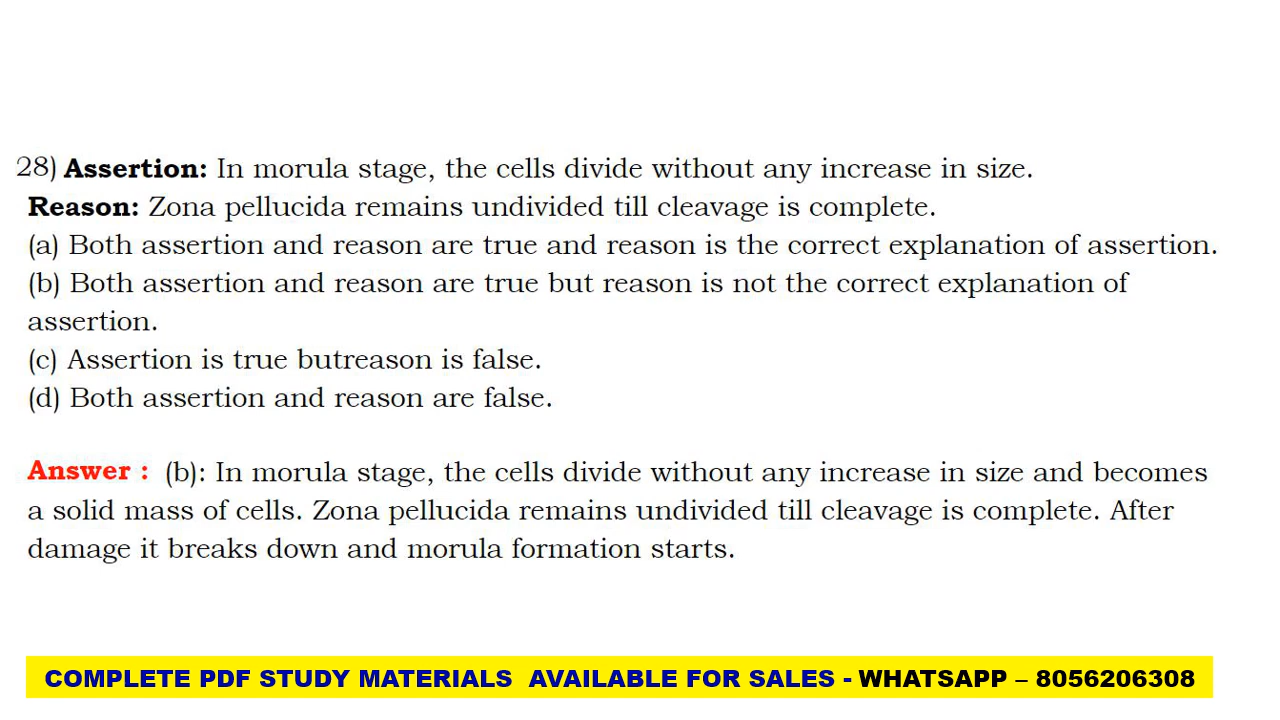 28) Assertion: In morula stage, the cells divide without any increase in size.
Reason: Zona pellucida remains undivided till cleavage is complete.
(a) Both assertion and reason are true and reason is the correct explanation of assertion.
(b) Both assertion and reason are true but reason is not the correct explanation of
assertion.
(c) Assertion is true butreason is false.
(d) Both assertion and reason are false.
Answer : (b): In morula stage, the cells divide without any increase in size and becomes
a solid mass of cells. Zona pellucida remains undivided till cleavage is complete. After
damage it breaks down and morula formation starts.
COMPLETE PDF STUDY MATERIALS AVAILABLE FOR SALES - WHATSAPP – 8056206308